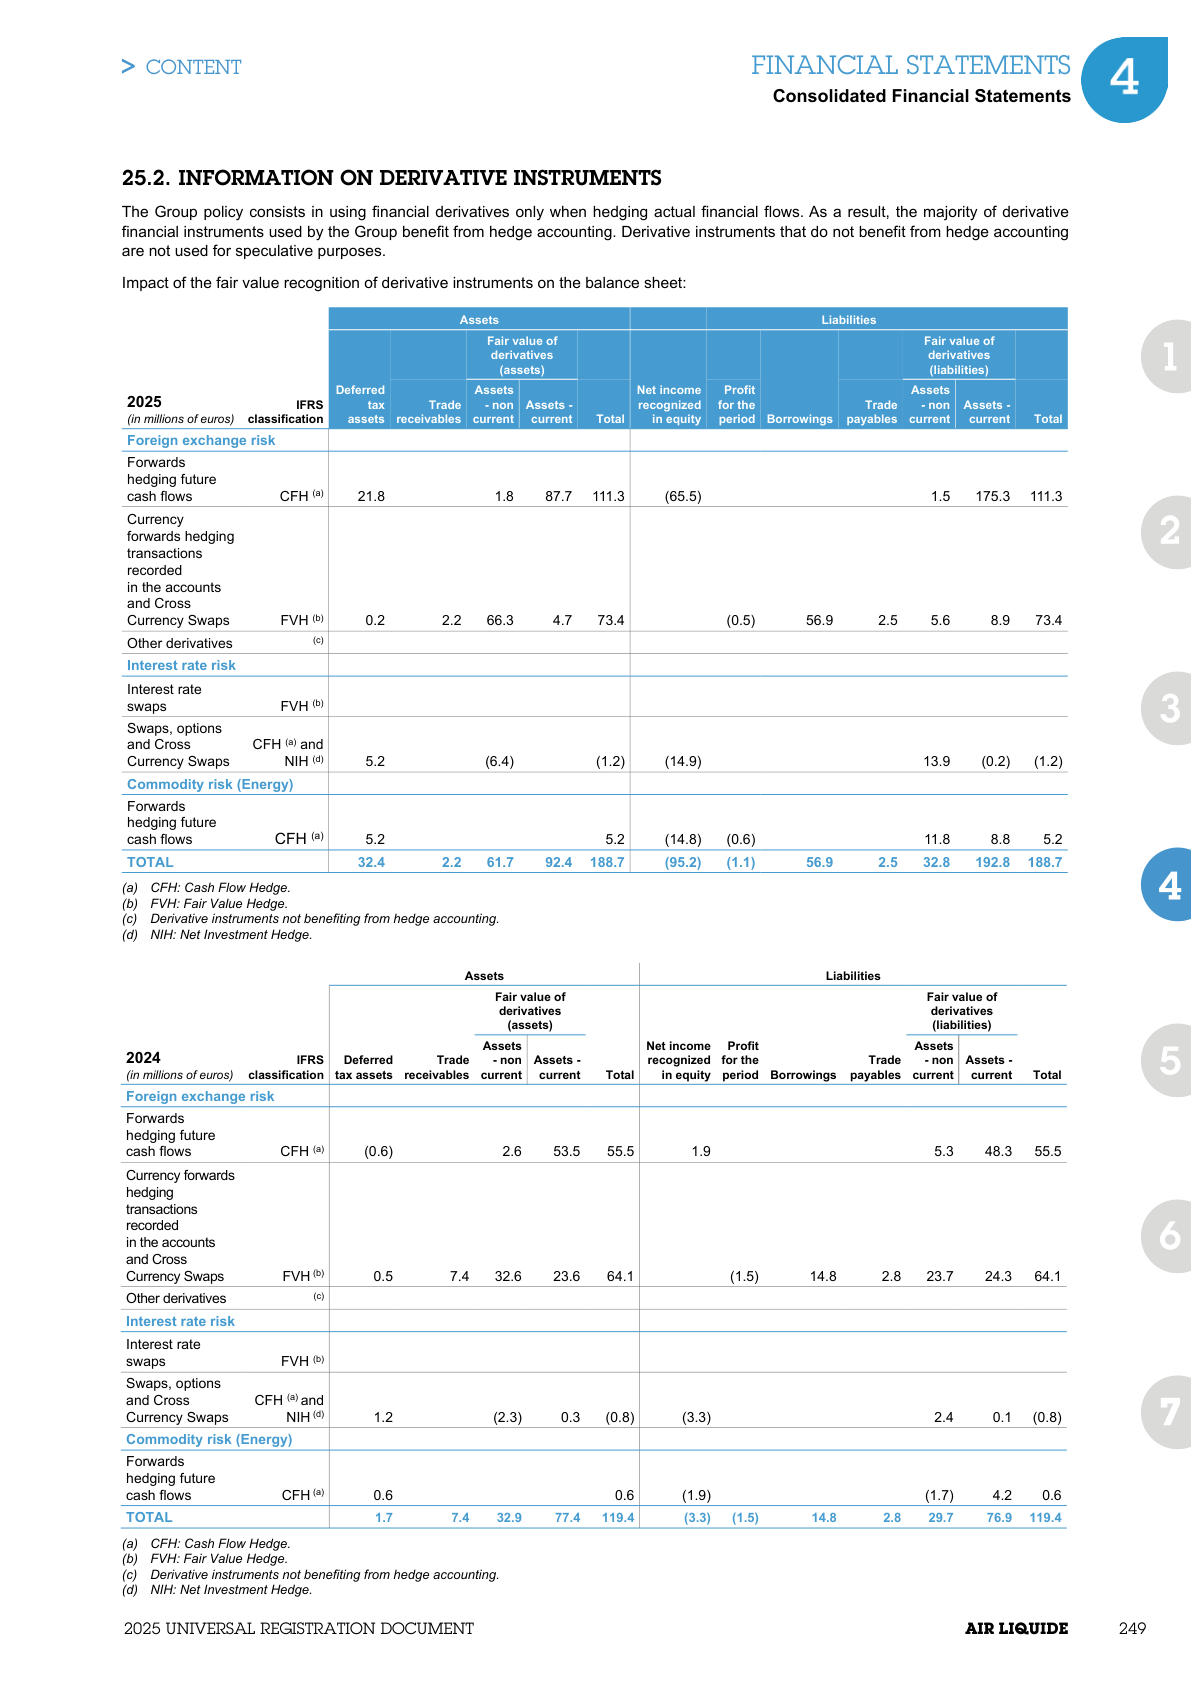 > CONTENT
FINANCIAL STATEMENTS
Consolidated Financial Statements
4
25.2. INFORMATION ON DERIVATIVE INSTRUMENTS
The Group policy consists in using financial derivatives only when hedging actual financial flows. As a result, the majority of derivative
financial instruments used by the Group benefit from hedge accounting. Derivative instruments that do not benefit from hedge accounting
are not used for speculative purposes.
Impact of the fair value recognition of derivative instruments on the balance sheet:
Assets Liabilities
Fair value of derivatives (assets) Fair value of derivatives (liabilities)
2025 (in millions of euros) IFRS classification Deferred tax assets Trade receivables Assets - non current Assets - current Total Net income recognized in equity Profit for the period Borrowings Trade payables Assets - non current Assets - current Total
Foreign exchange risk
Forwards
hedging future
cash flows CFH (a) 21.8 1.8 87.7 111.3 (65.5) 1.5 175.3 111.3
Currency
forwards hedging
transactions
recorded
in the accounts
and Cross
Currency Swaps FVH (b) 0.2 2.2 66.3 4.7 73.4 (0.5) 56.9 2.5 5.6 8.9 73.4
Other derivatives (c)
Interest rate risk
Interest rate
swaps FVH (b)
Swaps, options
and Cross CFH (a) and
Currency Swaps NIH (d) 5.2 (6.4) (1.2) (14.9) 13.9 (0.2) (1.2)
Commodity risk (Energy)
Forwards
hedging future
cash flows CFH (a) 5.2 5.2 (14.8) (0.6) 11.8 8.8 5.2
TOTAL 32.4 2.2 61.7 92.4 188.7 (95.2) (1.1) 56.9 2.5 32.8 192.8 188.7
(a) CFH: Cash Flow Hedge.
(b) FVH: Fair Value Hedge.
(c) Derivative instruments not benefiting from hedge accounting.
(d) NIH: Net Investment Hedge.
Assets Liabilities
Fair value of derivatives (assets) Fair value of derivatives (liabilities)
2024 (in millions of euros) IFRS classification Deferred tax assets Trade receivables Assets - non current Assets - current Total Net income recognized in equity Profit for the period Borrowings Trade payables Assets - non current Assets - current Total
Foreign exchange risk
Forwards
hedging future
cash flows CFH (a) (0.6) 2.6 53.5 55.5 1.9 5.3 48.3 55.5
Currency forwards
hedging
transactions
recorded
in the accounts
and Cross
Currency Swaps FVH (b) 0.5 7.4 32.6 23.6 64.1 (1.5) 14.8 2.8 23.7 24.3 64.1
Other derivatives (c)
Interest rate risk
Interest rate
swaps FVH (b)
Swaps, options
and Cross CFH (a) and
Currency Swaps NIH (d) 1.2 (2.3) 0.3 (0.8) (3.3) 2.4 0.1 (0.8)
Commodity risk (Energy)
Forwards
hedging future
cash flows CFH (a) 0.6 0.6 (1.9) (1.7) 4.2 0.6
TOTAL 1.7 7.4 32.9 77.4 119.4 (3.3) (1.5) 14.8 2.8 29.7 76.9 119.4
(a) CFH: Cash Flow Hedge.
(b) FVH: Fair Value Hedge.
(c) Derivative instruments not benefiting from hedge accounting.
(d) NIH: Net Investment Hedge.
1
2
3
4
5
6
7
2025 UNIVERSAL REGISTRATION DOCUMENT
AIR LIQUIDE 249